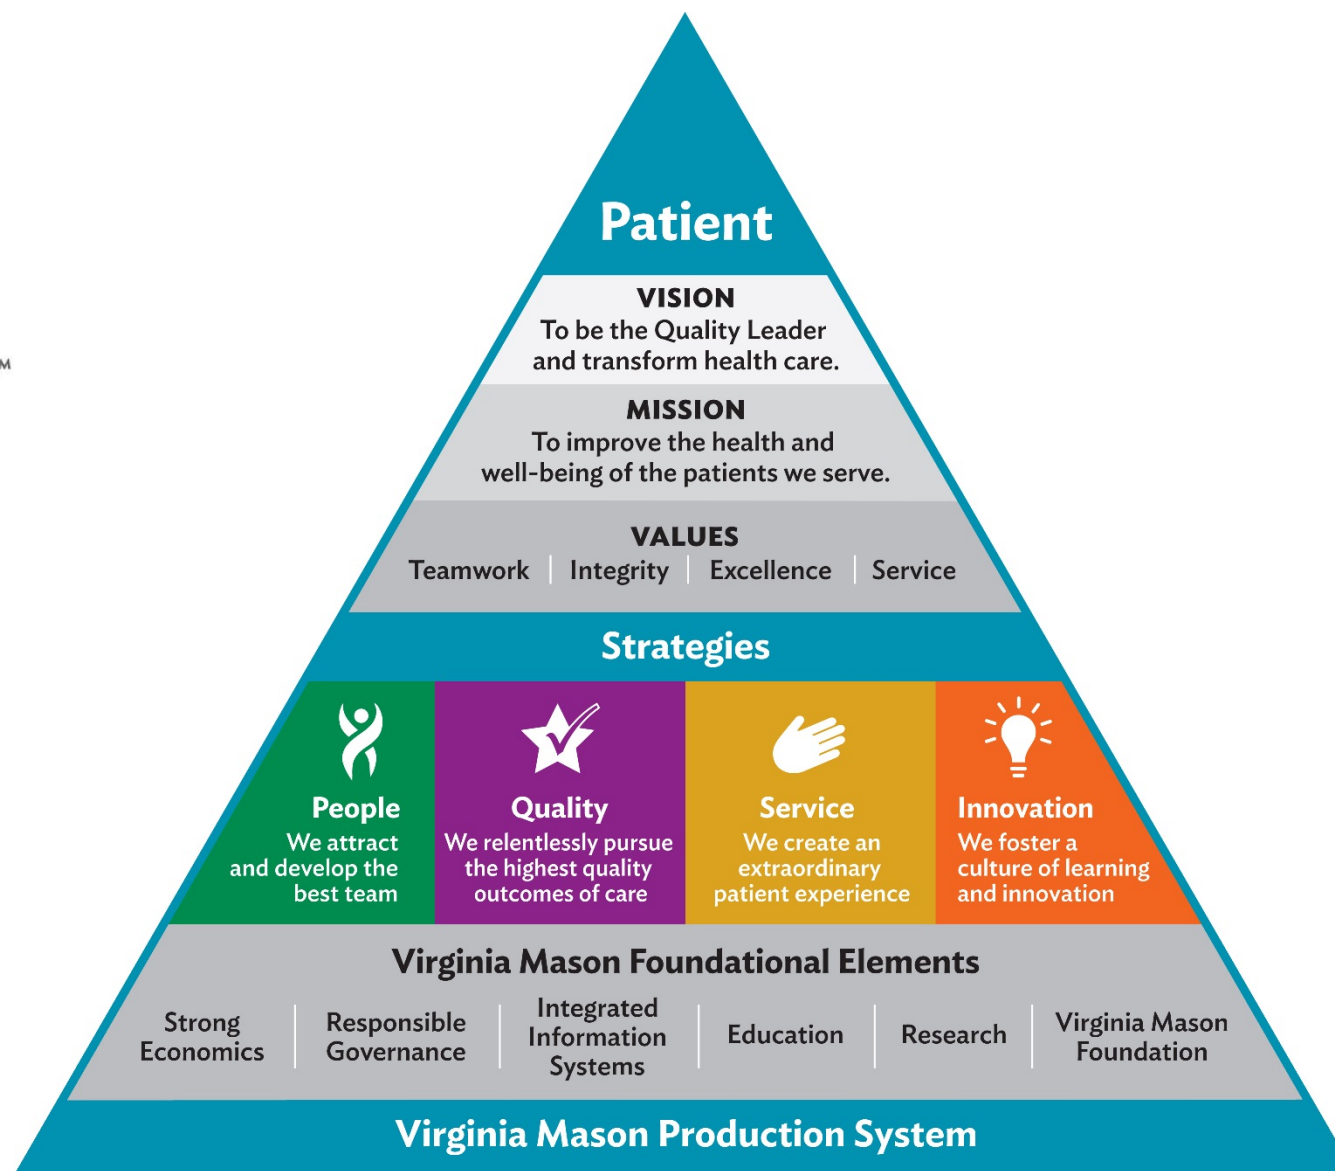 Patient
VISION
To be the Quality Leader
and transform health care.
M
MISSION
To improve the health and
well-being of the patients we serve.
VALUES
Teamwork | Integrity | Excellence | Service
Strategies
People
We attract
and develop the
best team
Quality
We relentlessly pursue
the highest quality
outcomes of care
Service
We create an
extraordinary
patient experience
Innovation
We foster a
culture of learning
and innovation
Virginia Mason Foundational Elements
Strong
Economics
Responsible
Governance
Integrated
Information
Systems
Education
Research
Virginia Mason
Foundation
Virginia Mason Production System